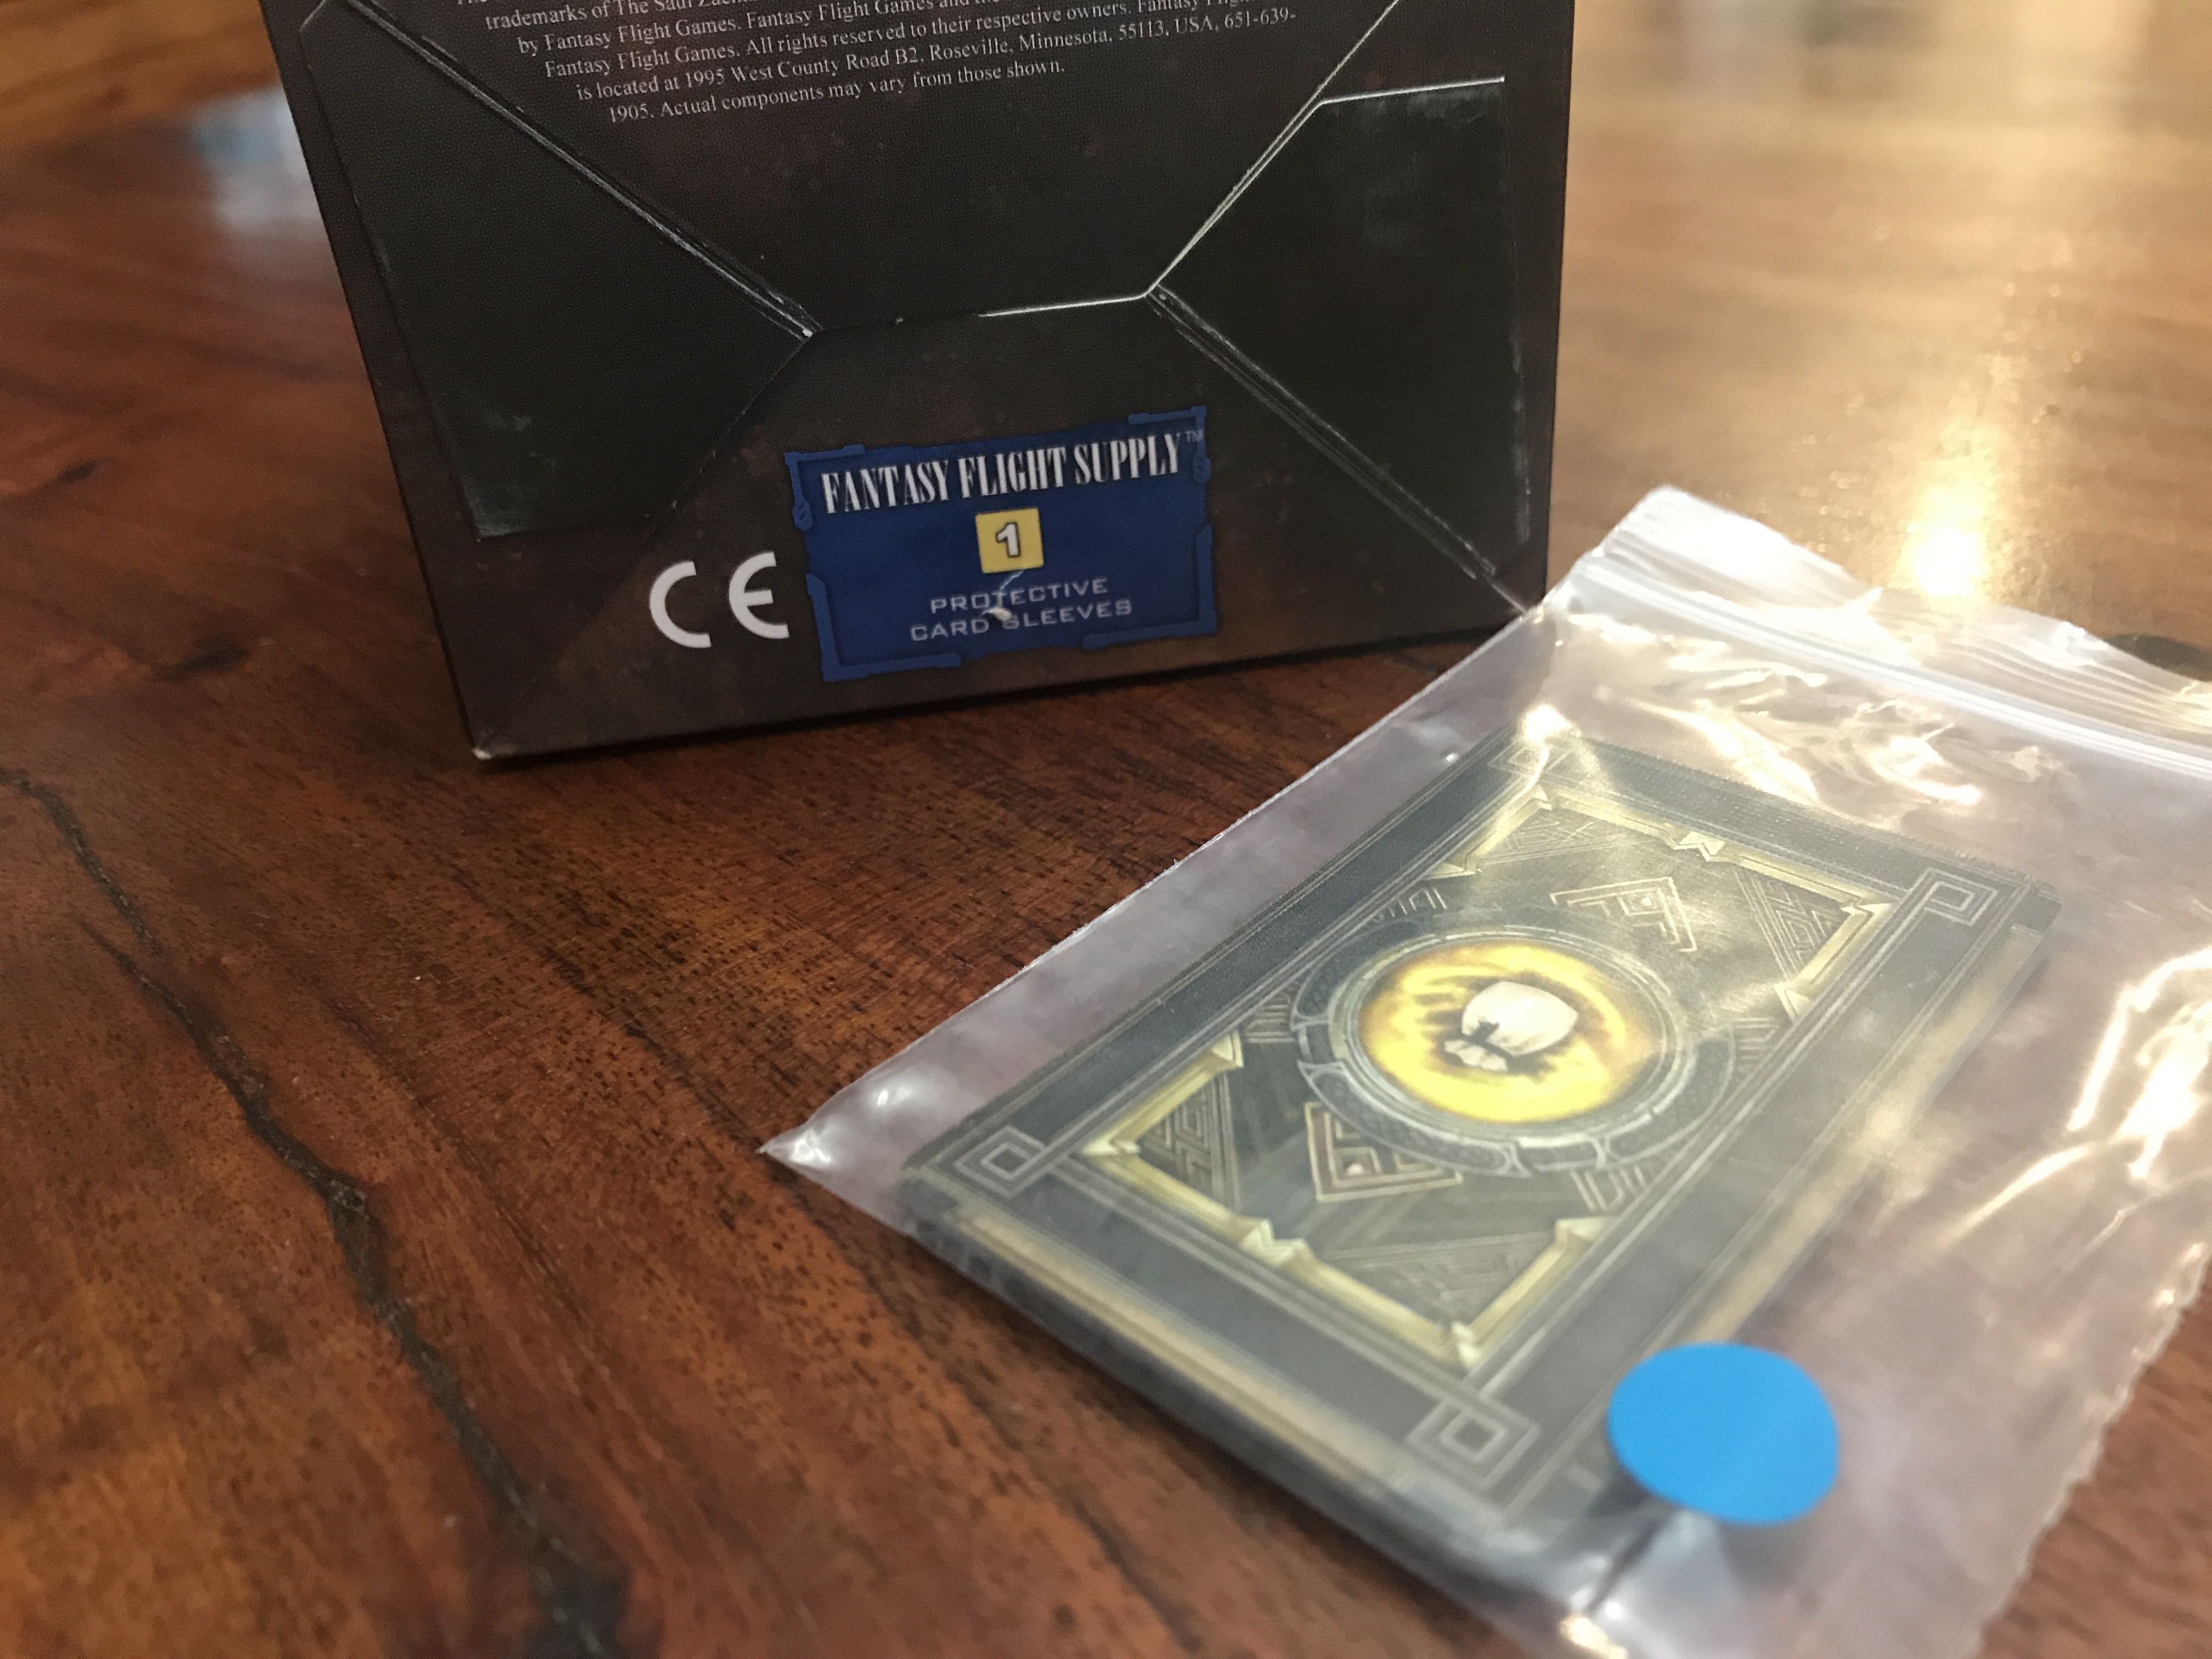 trademarks of The Saul
by Fantasy Flight Games. Fantasy Flight Games and
Fantasy Flight Games. All rights reserved to their respective owners. Fantasy
is located at 1995 West County Road B2, Roseville, Minnesota, 55113, USA, 651-639-
1905. Actual components may vary from those shown.
FANTASY FLIGHT SUPPLY™
1
CE
PROTECTIVE
CARD SLEEVES